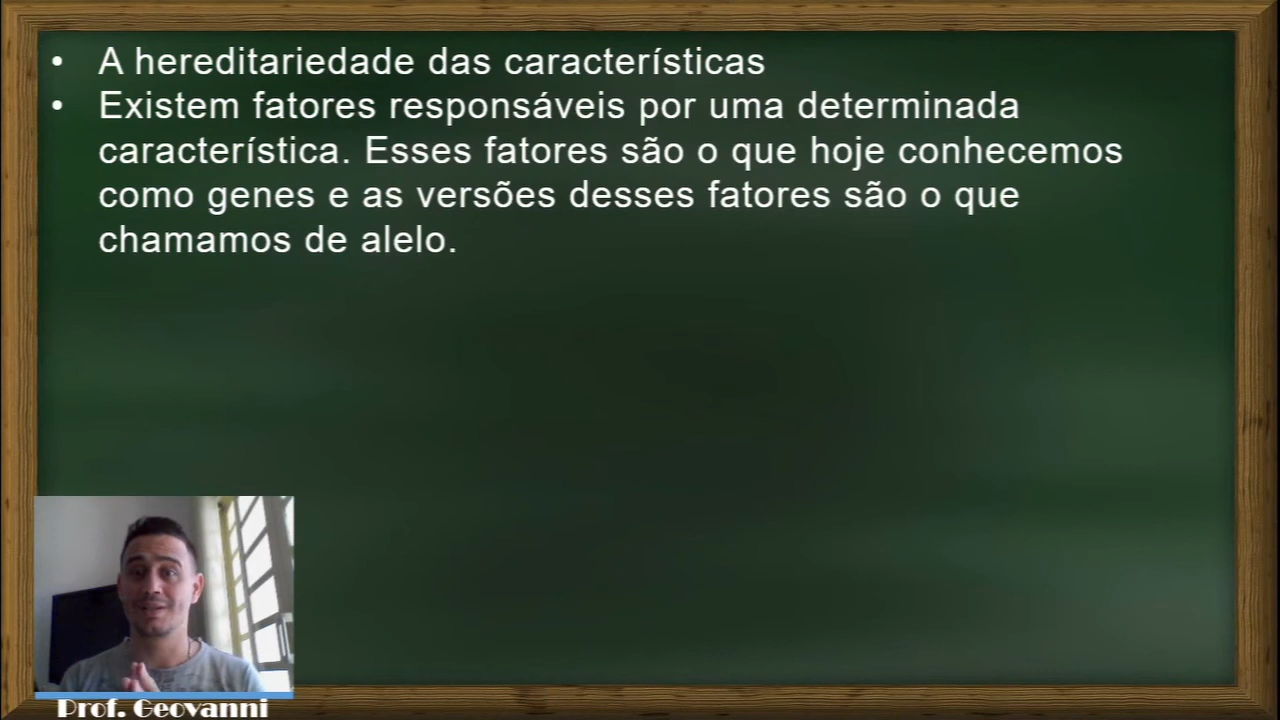 • A hereditariedade das características
• Existem fatores responsáveis por uma determinada
característica. Esses fatores são o que hoje conhecemos
como genes e as versões desses fatores são o que
chamamos de alelo.
Prof. Geovanni